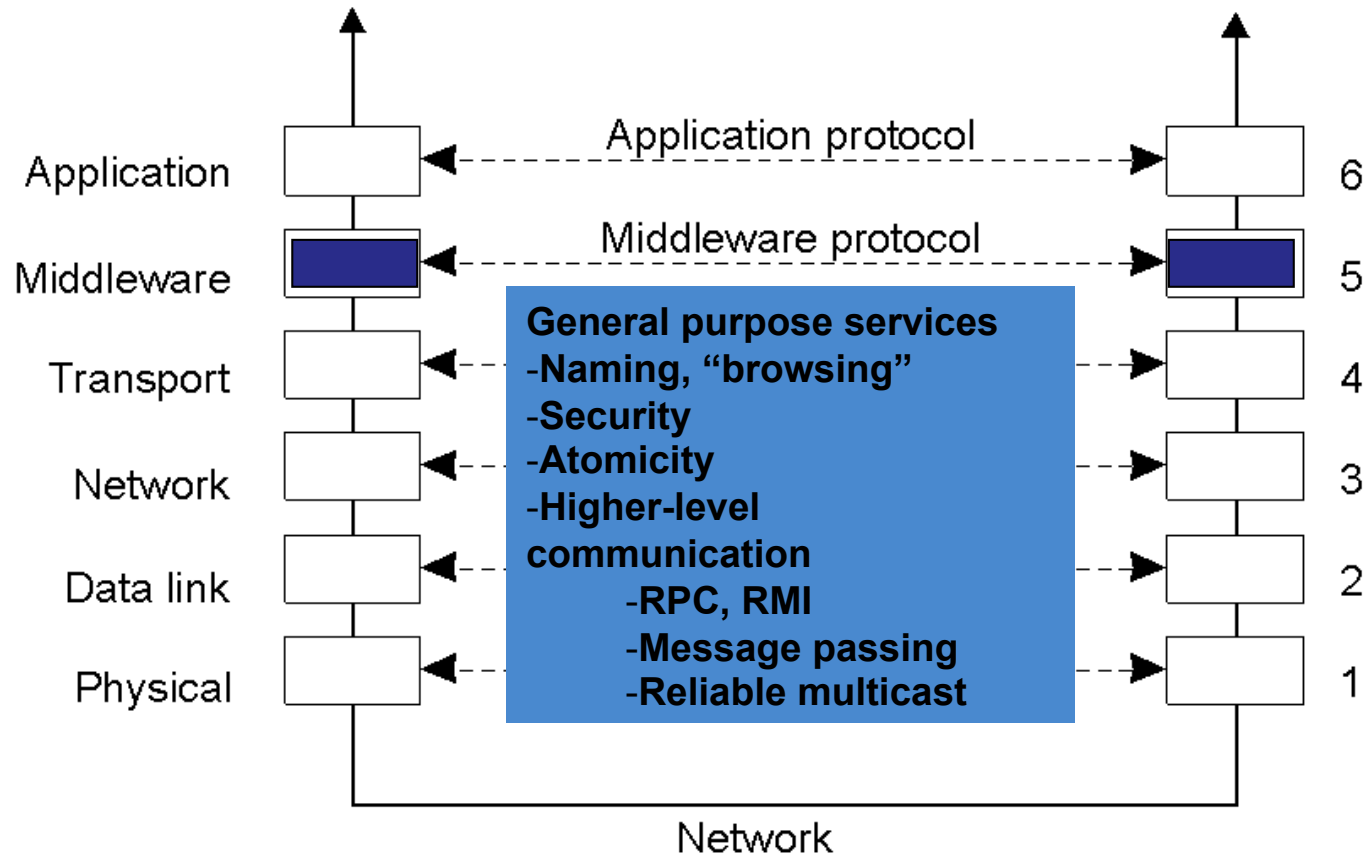 Application protocol
Application
6
Middleware protocol
Middleware
5
General purpose services
-Naming, “browsing”
Transport
4
-Security
-Atomicity
Network
3
-Higher-level
communication
Data link
2
-RPC, RMI
-Message passing
Physical
1
-Reliable multicast
Network